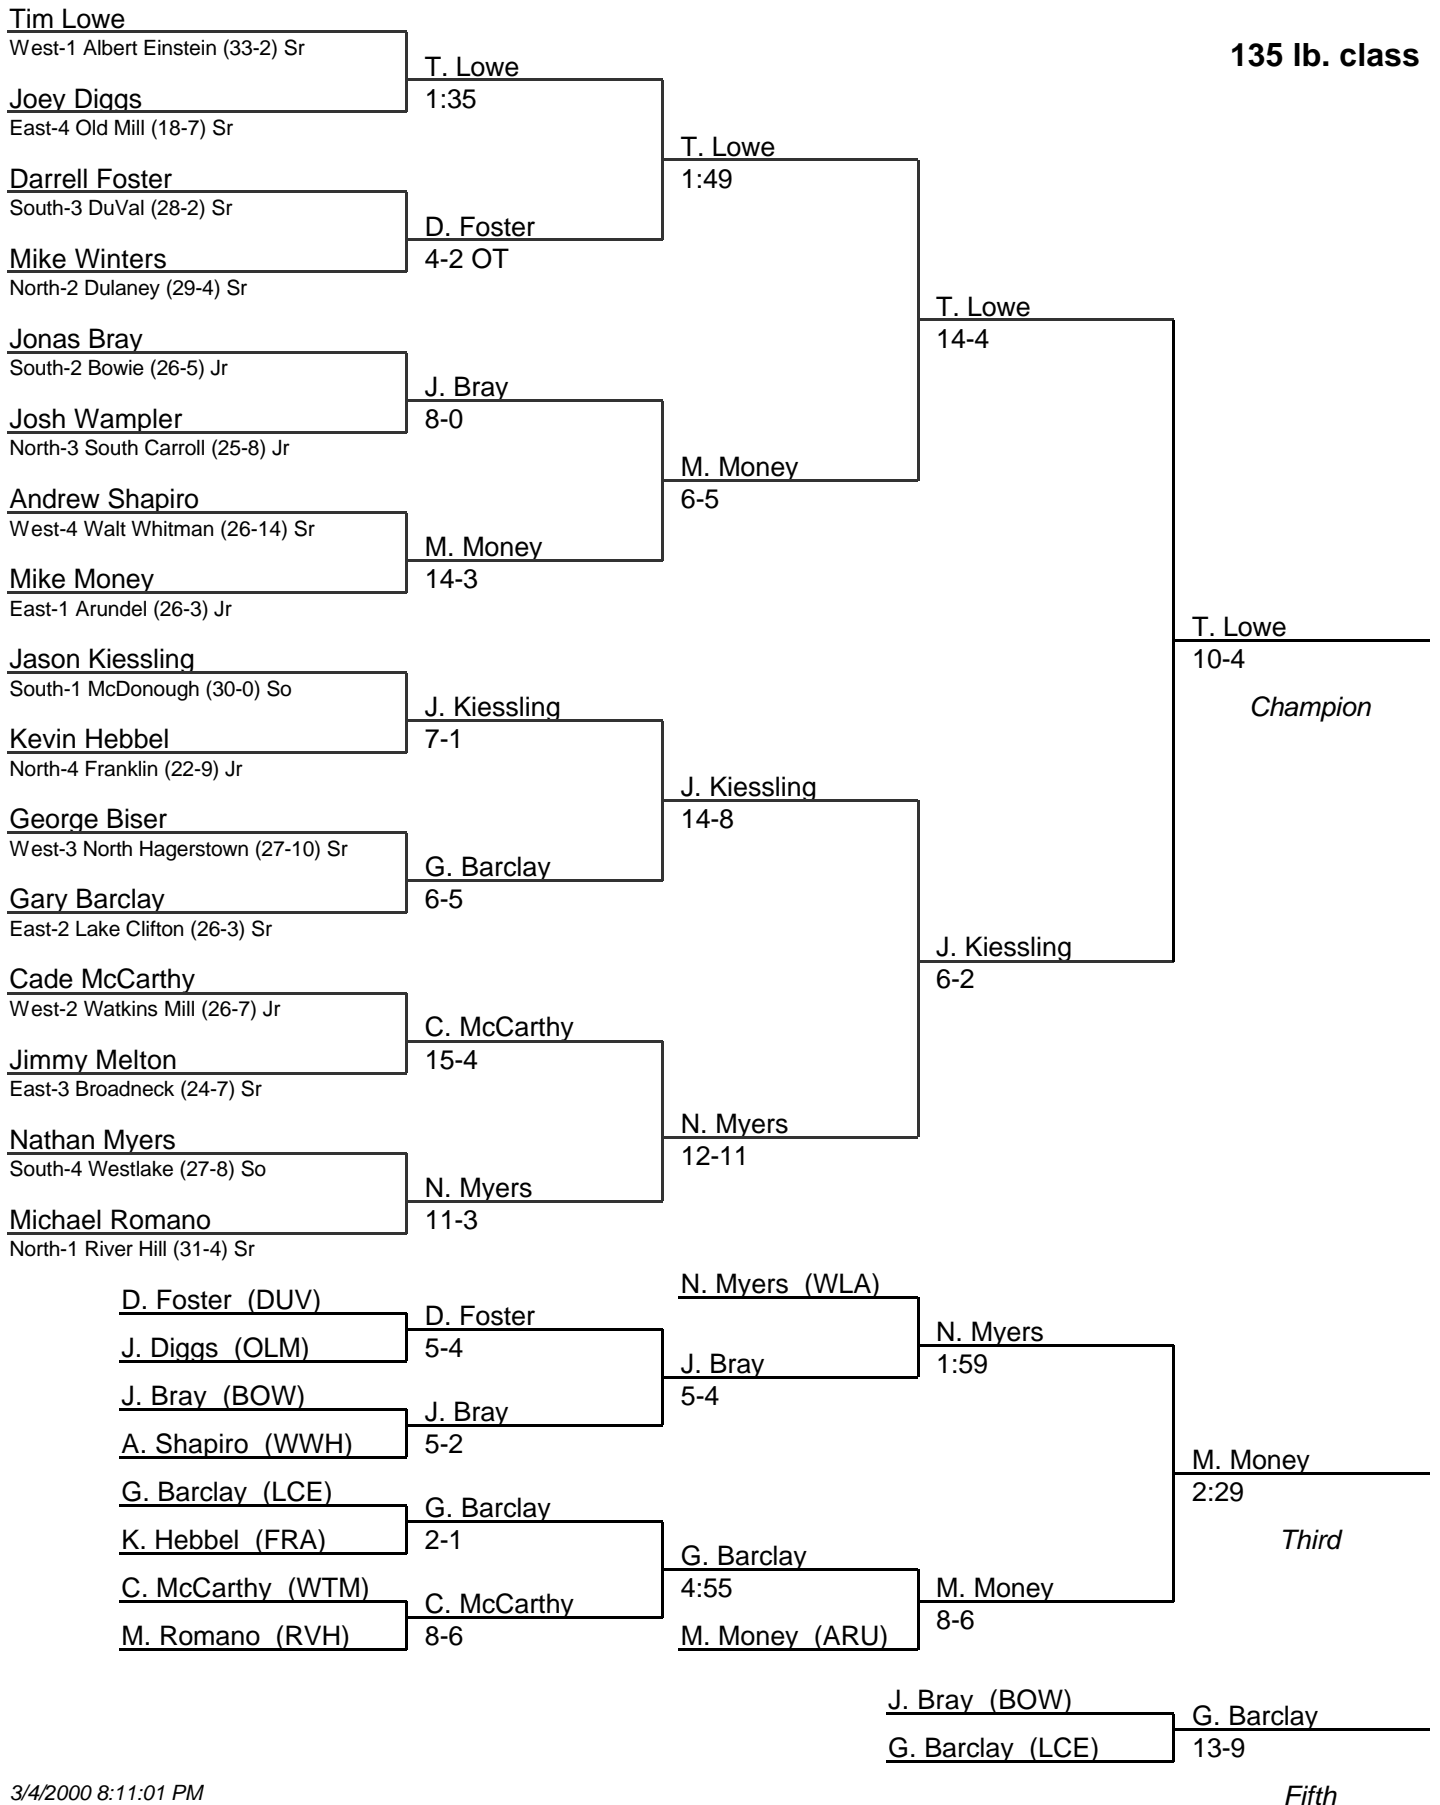 Tim Lowe
West-1 Albert Einstein (33-2) Sr
135 lb. class
T. Lowe
1:35
Joey Diggs
East-4 Old Mill (18-7) Sr
T. Lowe
1:49
Darrell Foster
South-3 DuVal (28-2) Sr
D. Foster
4-2 OT
Mike Winters
North-2 Dulaney (29-4) Sr
T. Lowe
14-4
Jonas Bray
South-2 Bowie (26-5) Jr
J. Bray
8-0
Josh Wampler
North-3 South Carroll (25-8) Jr
M. Money
6-5
Andrew Shapiro
West-4 Walt Whitman (26-14) Sr
M. Money
14-3
Mike Money
East-1 Arundel (26-3) Jr
T. Lowe
10-4
Champion
Jason Kiessling
South-1 McDonough (30-0) So
J. Kiessling
7-1
Kevin Hebbel
North-4 Franklin (22-9) Jr
J. Kiessling
14-8
George Biser
West-3 North Hagerstown (27-10) Sr
G. Barclay
6-5
Gary Barclay
East-2 Lake Clifton (26-3) Sr
J. Kiessling
6-2
Cade McCarthy
West-2 Watkins Mill (26-7) Jr
C. McCarthy
15-4
Jimmy Melton
East-3 Broadneck (24-7) Sr
N. Myers
12-11
Nathan Myers
South-4 Westlake (27-8) So
N. Myers
11-3
Michael Romano
North-1 River Hill (31-4) Sr
N. Myers (WLA)
D. Foster (DUV)
D. Foster
5-4
J. Diggs (OLM)
N. Myers
1:59
J. Bray
5-4
J. Bray (BOW)
J. Bray
5-2
A. Shapiro (WWH)
M. Money
2:29
Third
G. Barclay (LCE)
G. Barclay
2-1
K. Hebbel (FRA)
G. Barclay
4:55
C. McCarthy (WTM)
C. McCarthy
8-6
M. Money
8-6
M. Romano (RVH)
M. Money (ARU)
J. Bray (BOW)
G. Barclay
13-9
G. Barclay (LCE)
3/4/2000 8:11:01 PM
Fifth